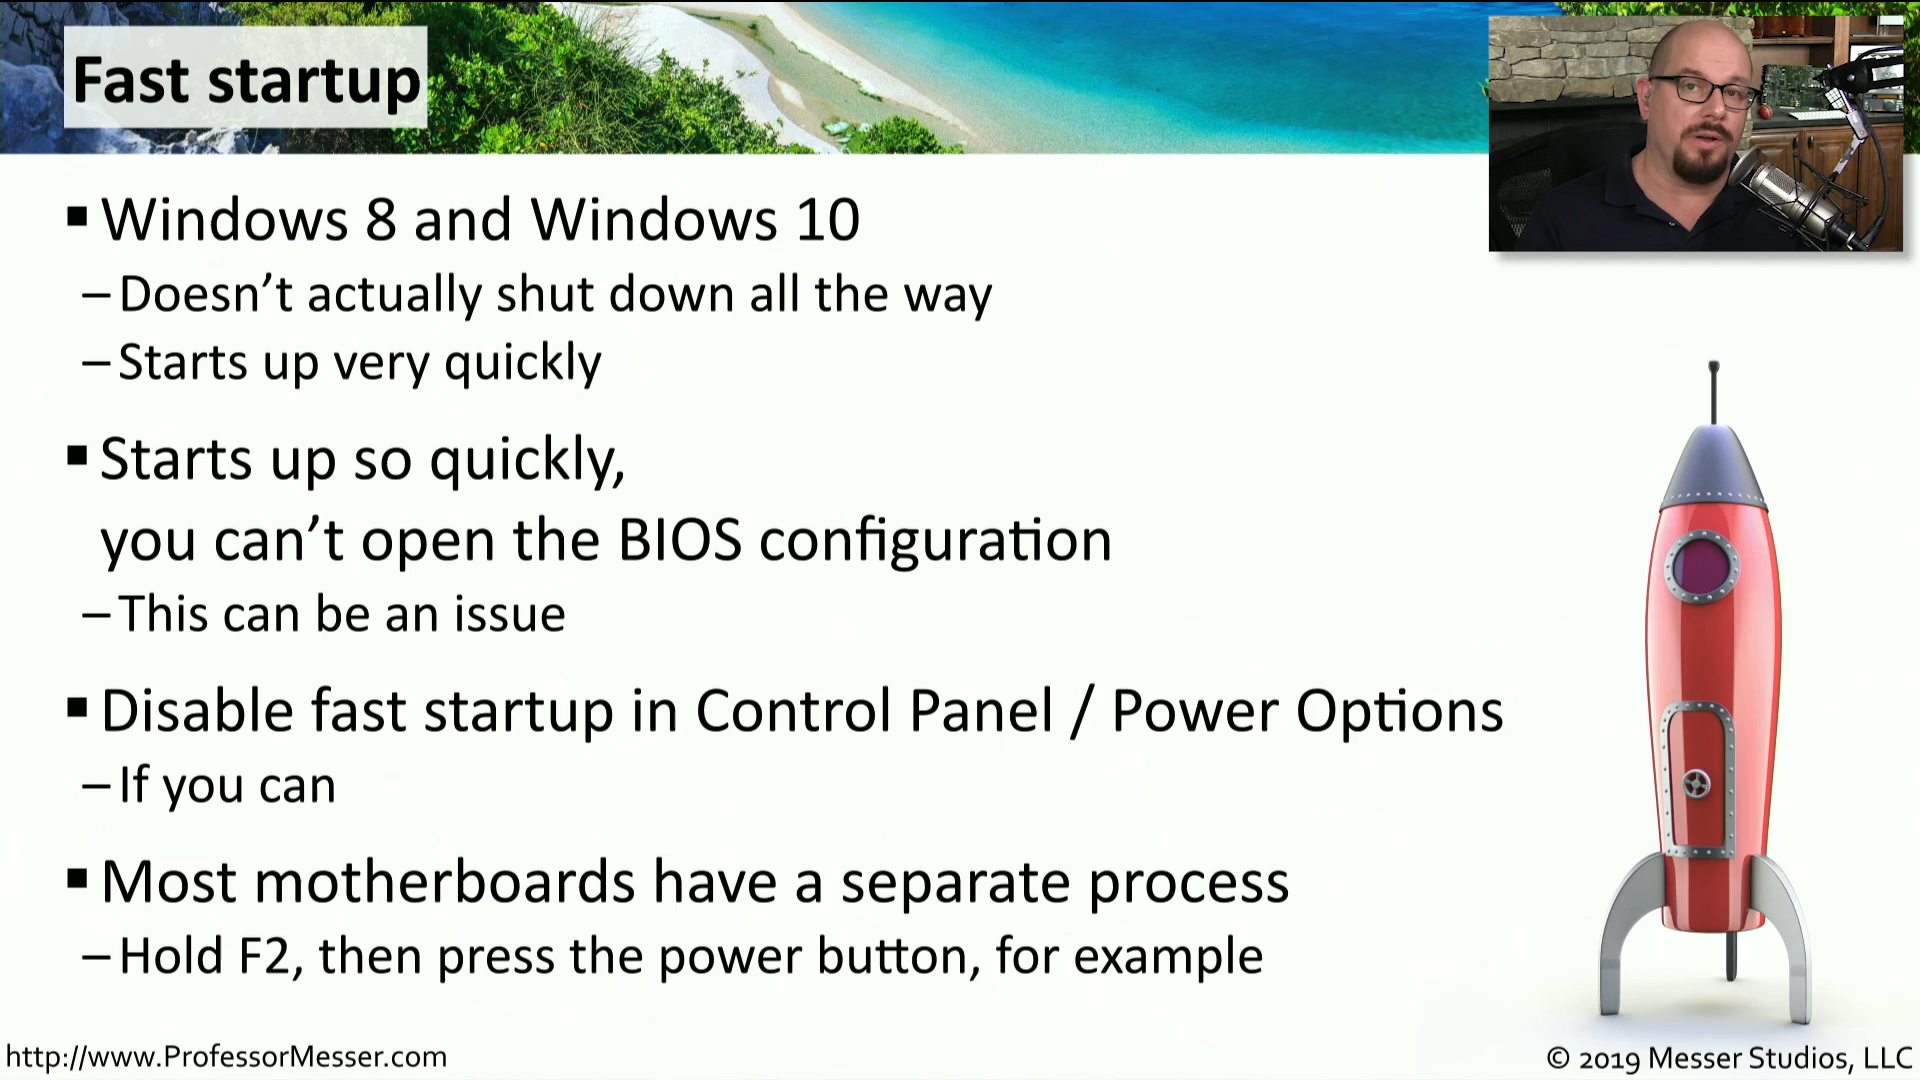 Fast startup
▪ Windows 8 and Windows 10
– Doesn’t actually shut down all the way
– Starts up very quickly
▪ Starts up so quickly,
you can’t open the BIOS configuration
– This can be an issue
▪ Disable fast startup in Control Panel / Power Options
– If you can
▪ Most motherboards have a separate process
– Hold F2, then press the power button, for example
http://www.ProfessorMesser.com
© 2019 Messer Studios, LLC